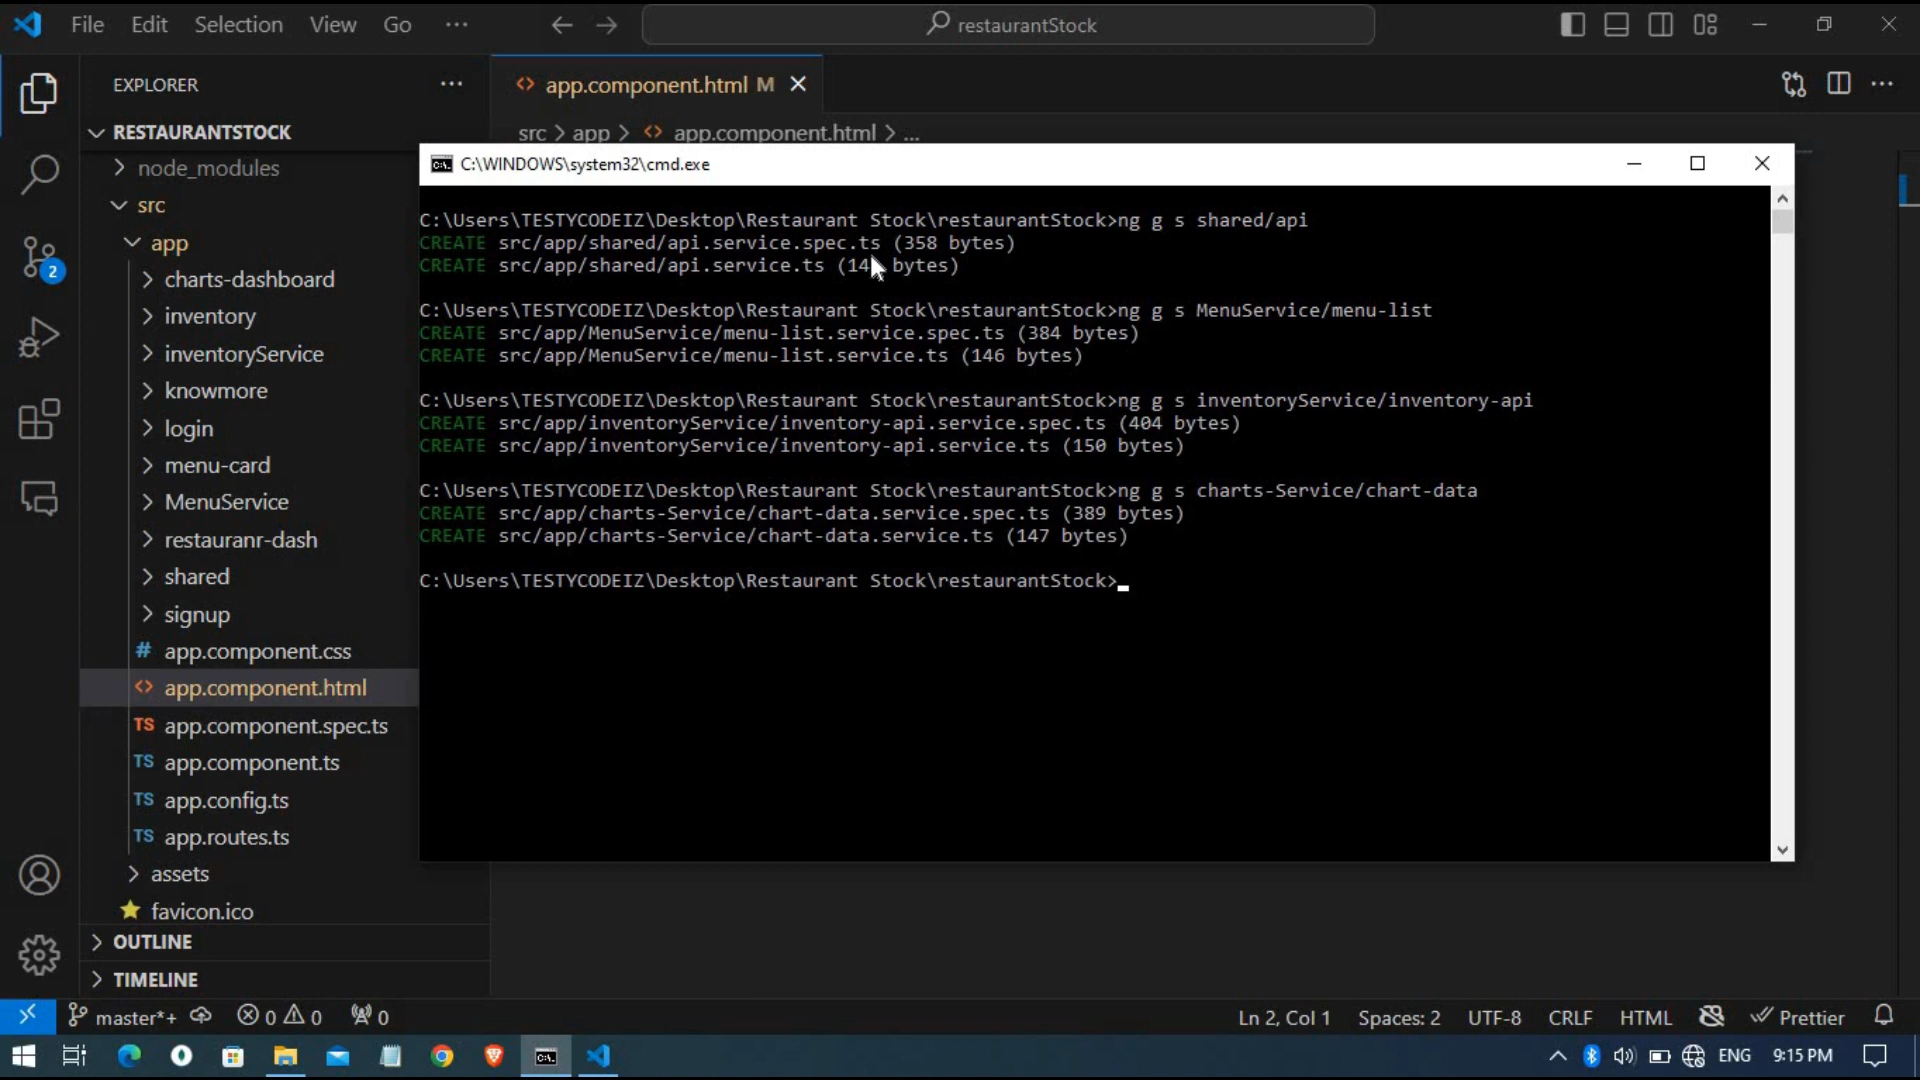 File Edit Selection View Go ···
restaurantStock
EXPLORER ···
app.component.html M
RESTAURANTSTOCK
src > app > app.component.html > ...
node_modules
src
app
charts-dashboard
inventory
inventoryService
knowmore
login
menu-card
MenuService
restauranr-dash
shared
signup
app.component.css
app.component.html
TS app.component.spec.ts
TS app.component.ts
TS app.config.ts
TS app.routes.ts
assets
favicon.ico
OUTLINE
TIMELINE
2
C:\WINDOWS\system32\cmd.exe
C:\Users\TESTYCODEIZ\Desktop\Restaurant Stock\restaurantStock>ng g s shared/api
CREATE src/app/shared/api.service.spec.ts (358 bytes)
CREATE src/app/shared/api.service.ts bytes)
C:\Users\TESTYCODEIZ\Desktop\Restaurant Stock\restaurantStock>ng g s MenuService/menu-list
CREATE src/app/MenuService/menu-list.service.spec.ts (384 bytes)
CREATE src/app/MenuService/menu-list.service.ts (146 bytes)
C:\Users\TESTYCODEIZ\Desktop\Restaurant Stock\restaurantStock>ng g s inventoryService/inventory-api
CREATE src/app/inventoryService/inventory-api.service.spec.ts (404 bytes)
CREATE src/app/inventoryService/inventory-api.service.ts (150 bytes)
C:\Users\TESTYCODEIZ\Desktop\Restaurant Stock\restaurantStock>ng g s charts-Service/chart-data
CREATE src/app/charts-Service/chart-data.service.spec.ts (389 bytes)
CREATE src/app/charts-Service/chart-data.service.ts (147 bytes)
C:\Users\TESTYCODEIZ\Desktop\Restaurant Stock\restaurantStock>
master*+ 0 0 0 Ln 2, Col 1 Spaces: 2 UTF-8 CRLF HTML Prettier
ENG 9:15 PM